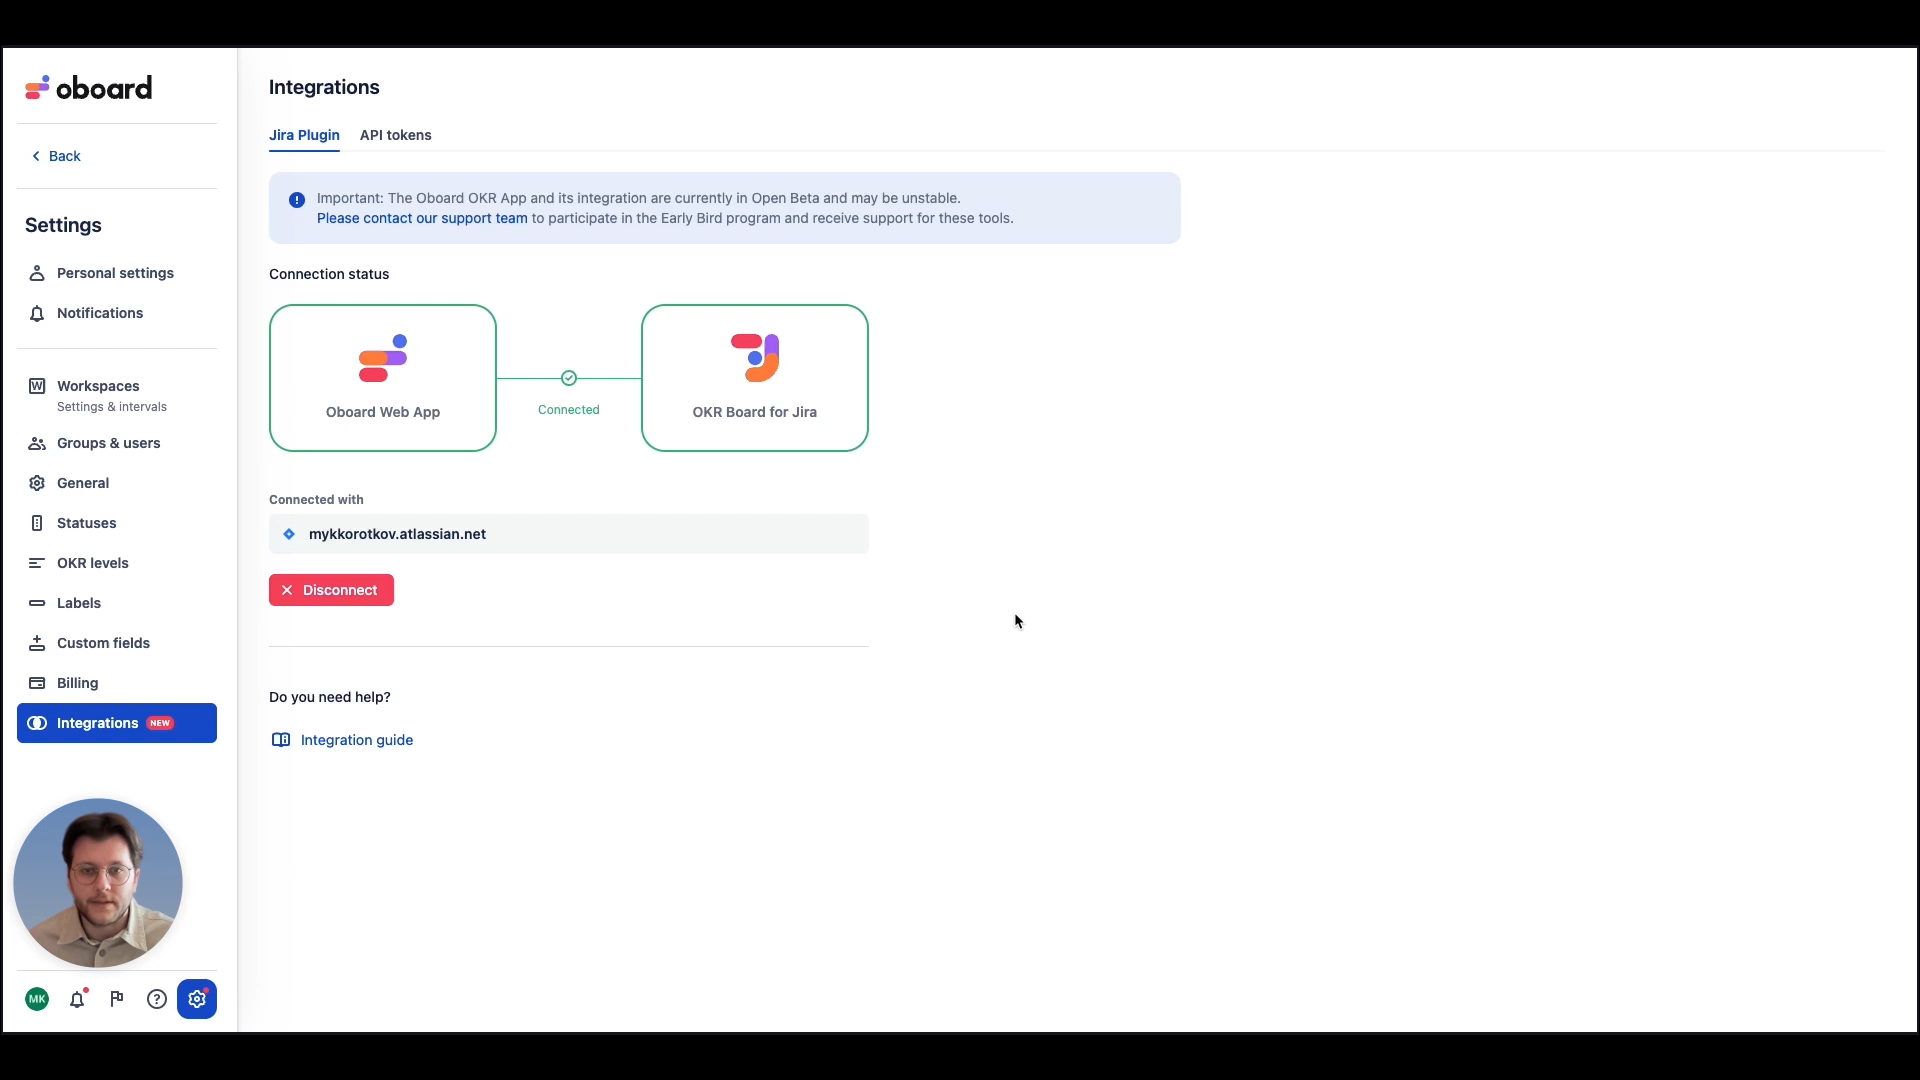 oboard
Back
Settings
Personal settings
Notifications
W
Workspaces
Settings & intervals
Groups & users
General
Statuses
OKR levels
Labels
Custom fields
Billing
Integrations NEW
MK
Integrations
Jira Plugin API tokens
Important: The Oboard OKR App and its integration are currently in Open Beta and may be unstable.
Please contact our support team to participate in the Early Bird program and receive support for these tools.
Connection status
Oboard Web App
Connected
OKR Board for Jira
Connected with
mykkorotkov.atlassian.net
Disconnect
Do you need help?
Integration guide